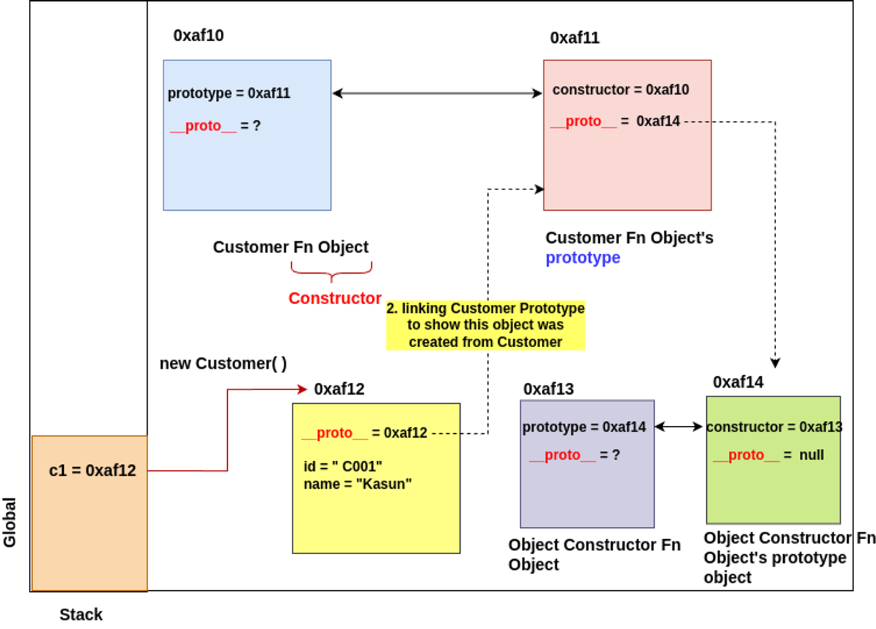 0xaf10
0xaf11
prototype = 0xaf11
__proto__ = ?
constructor = 0xaf10
__proto__ = 0xaf14
Customer Fn Object
Constructor
Customer Fn Object's
prototype
2. linking Customer Prototype
to show this object was
created from Customer
new Customer( )
0xaf12
__proto__ = 0xaf12
id = " C001"
name = "Kasun"
0xaf13
prototype = 0xaf14
__proto__ = ?
Object Constructor Fn
Object
0xaf14
constructor = 0xaf13
__proto__ = null
Object Constructor Fn
Object's prototype
object
c1 = 0xaf12
Global
Stack